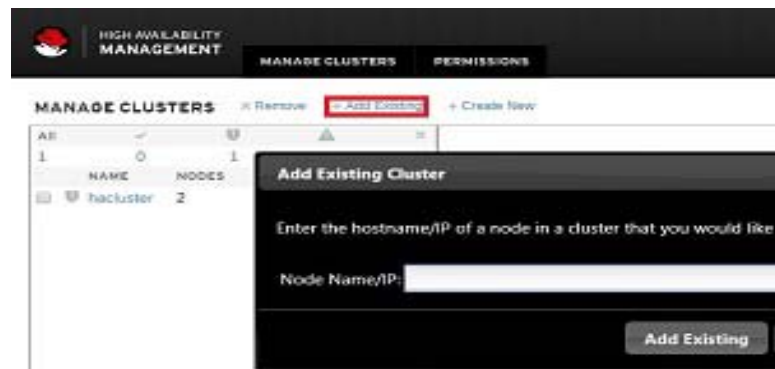 HIGH AVAILABILITY
MANAGEMENT
MANAGE CLUSTERS PERMISSIONS
MANAGE CLUSTERS × Remove + Add Existing + Create New
All
1 0 1
NAME NODES
hacluster 2
Add Existing Cluster
Enter the hostname/IP of a node in a cluster that you would like
Node Name/IP:
Add Existing